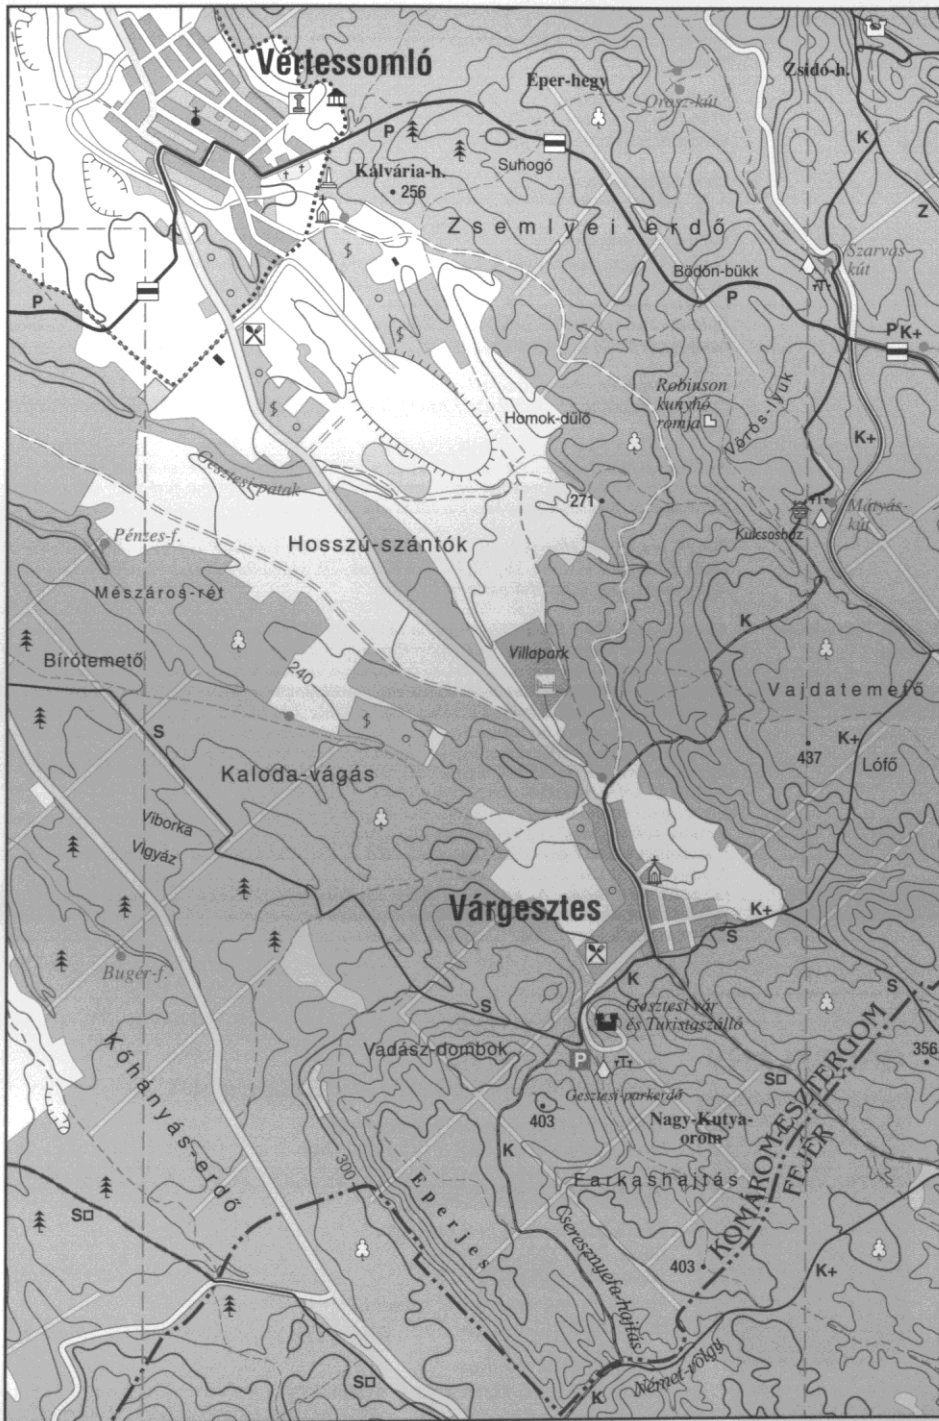 Vértessomló
Éper-hegy
Zsidó-h.
Orosz-kút
K
P
Suhogó
Kálvária-h.
256
Z
Zsemlyei-erdő
Szarvas-
kút
Bödön-bükk
P
P
P K+
Robinson
kunyhó
romja
Vörös-lyuk
Homok-dűlő
K+
Gesztesi-patak
271
Mátyás-
kút
Kulcsosház
Pénzes-f.
Hosszú-szántók
Mészáros-rét
K
Villapark
Bírótemető
240
Vajdatemető
S
K+
437
Lófő
Kaloda-vágás
Viborka
Vigyáz
Várgesztes
K+
S
Bugér-f.
K
S
S
Gesztesi vár
és Turistaszálló
Kőhányás-erdő
Vadász-dombok
P
356
S
Gesztesi-parkerdő
403
Nagy-Kutya-
orom
K
300
KOMÁROM-ESZTERGOM
FEJÉR
Farkashajtás
S
Eperjes
Cseresznyefa-hajtás
403
K+
S
K
Német-völgy